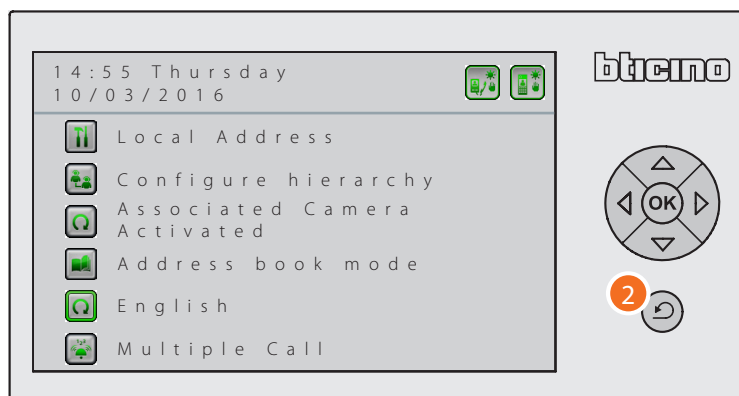 14:55 Thursday
10/03/2016
bticino
Local Address
Configure hierarchy
Associated Camera
Activated
Address book mode
English
Multiple Call
OK
2